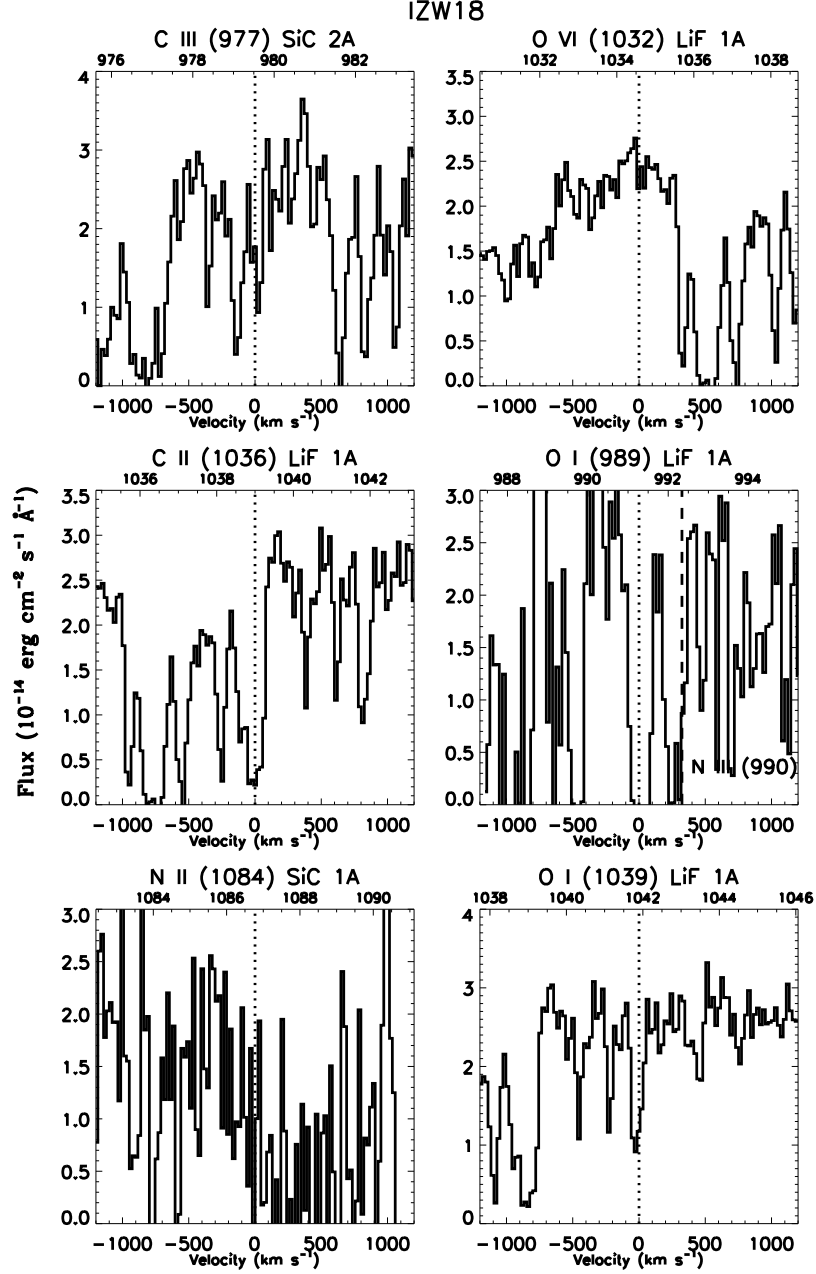 IZW18
C III (977) SiC 2A
976 978 980 982
4
3
2
1
0
−1000 −500 0 500 1000
Velocity (km s⁻¹)
O VI (1032) LiF 1A
1032 1034 1036 1038
3.5
3.0
2.5
2.0
1.5
1.0
0.5
0.0
−1000 −500 0 500 1000
Velocity (km s⁻¹)
Flux (10⁻¹⁴ erg cm⁻² s⁻¹ Å⁻¹)
C II (1036) LiF 1A
1036 1038 1040 1042
3.5
3.0
2.5
2.0
1.5
1.0
0.5
0.0
−1000 −500 0 500 1000
Velocity (km s⁻¹)
O I (989) LiF 1A
988 990 992 994
3.0
2.5
2.0
1.5
1.0
0.5
0.0
N III (990)
−1000 −500 0 500 1000
Velocity (km s⁻¹)
N II (1084) SiC 1A
1084 1086 1088 1090
3.0
2.5
2.0
1.5
1.0
0.5
0.0
−1000 −500 0 500 1000
Velocity (km s⁻¹)
O I (1039) LiF 1A
1038 1040 1042 1044 1046
4
3
2
1
0
−1000 −500 0 500 1000
Velocity (km s⁻¹)